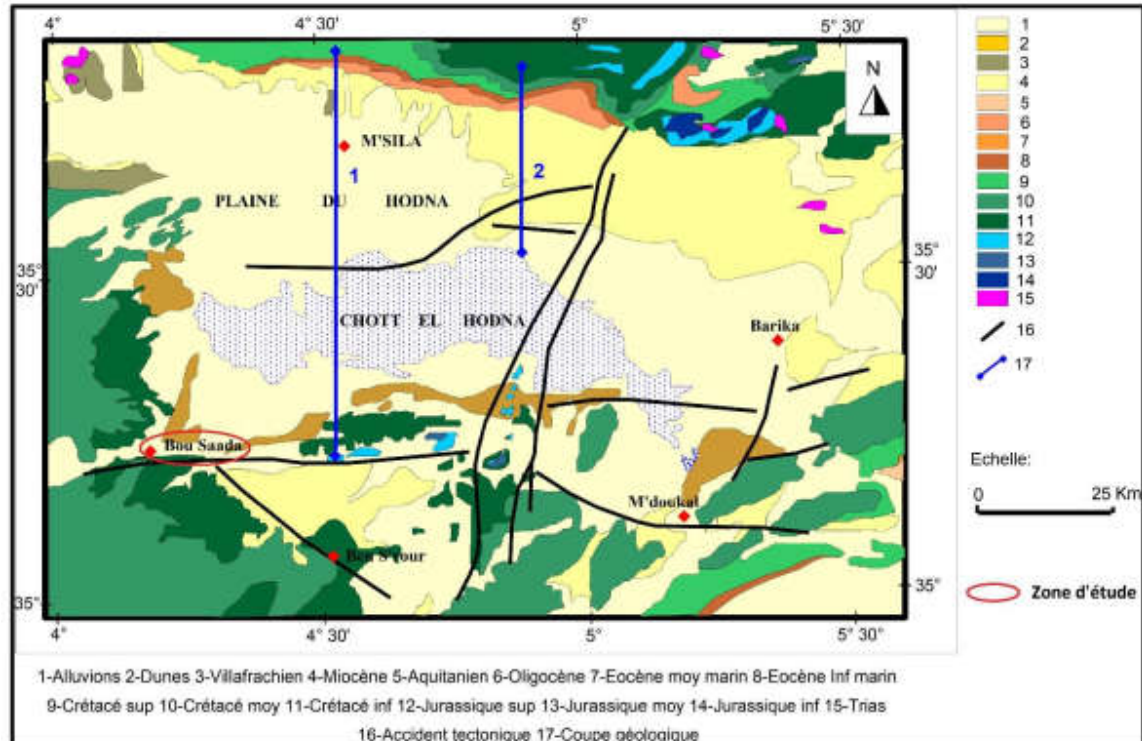 4° 4° 30' 5° 5° 30'
N
M'SILA
1
2
PLAINE DU HODNA
35° 30'
35° 30'
CHOTT EL HODNA
Barika
Bou Saada
M'doukal
35°
35°
4° 4° 30' 5° 5° 30'
1
2
3
4
5
6
7
8
9
10
11
12
13
14
15
16
17
Echelle:
0 25 Km
Zone d'étude
1-Alluvions 2-Dunes 3-Villafrachien 4-Miocène 5-Aquitanien 6-Oligocène 7-Eocène moy marin 8-Eocène Inf marin
9-Crétacé sup 10-Crétacé moy 11-Crétacé inf 12-Jurassique sup 13-Jurassique moy 14-Jurassique inf 15-Trias
16-Accident tectonique 17-Coupe géologique